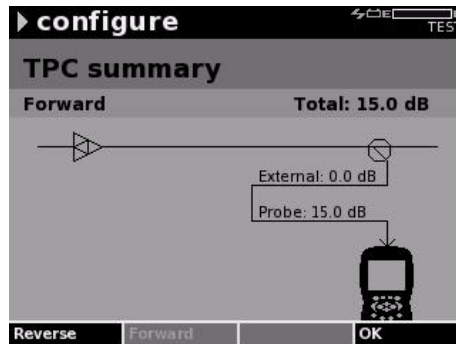 configure
E
TEST
TPC summary
Forward
Total: 15.0 dB
External: 0.0 dB
Probe: 15.0 dB
Reverse
Forward
OK